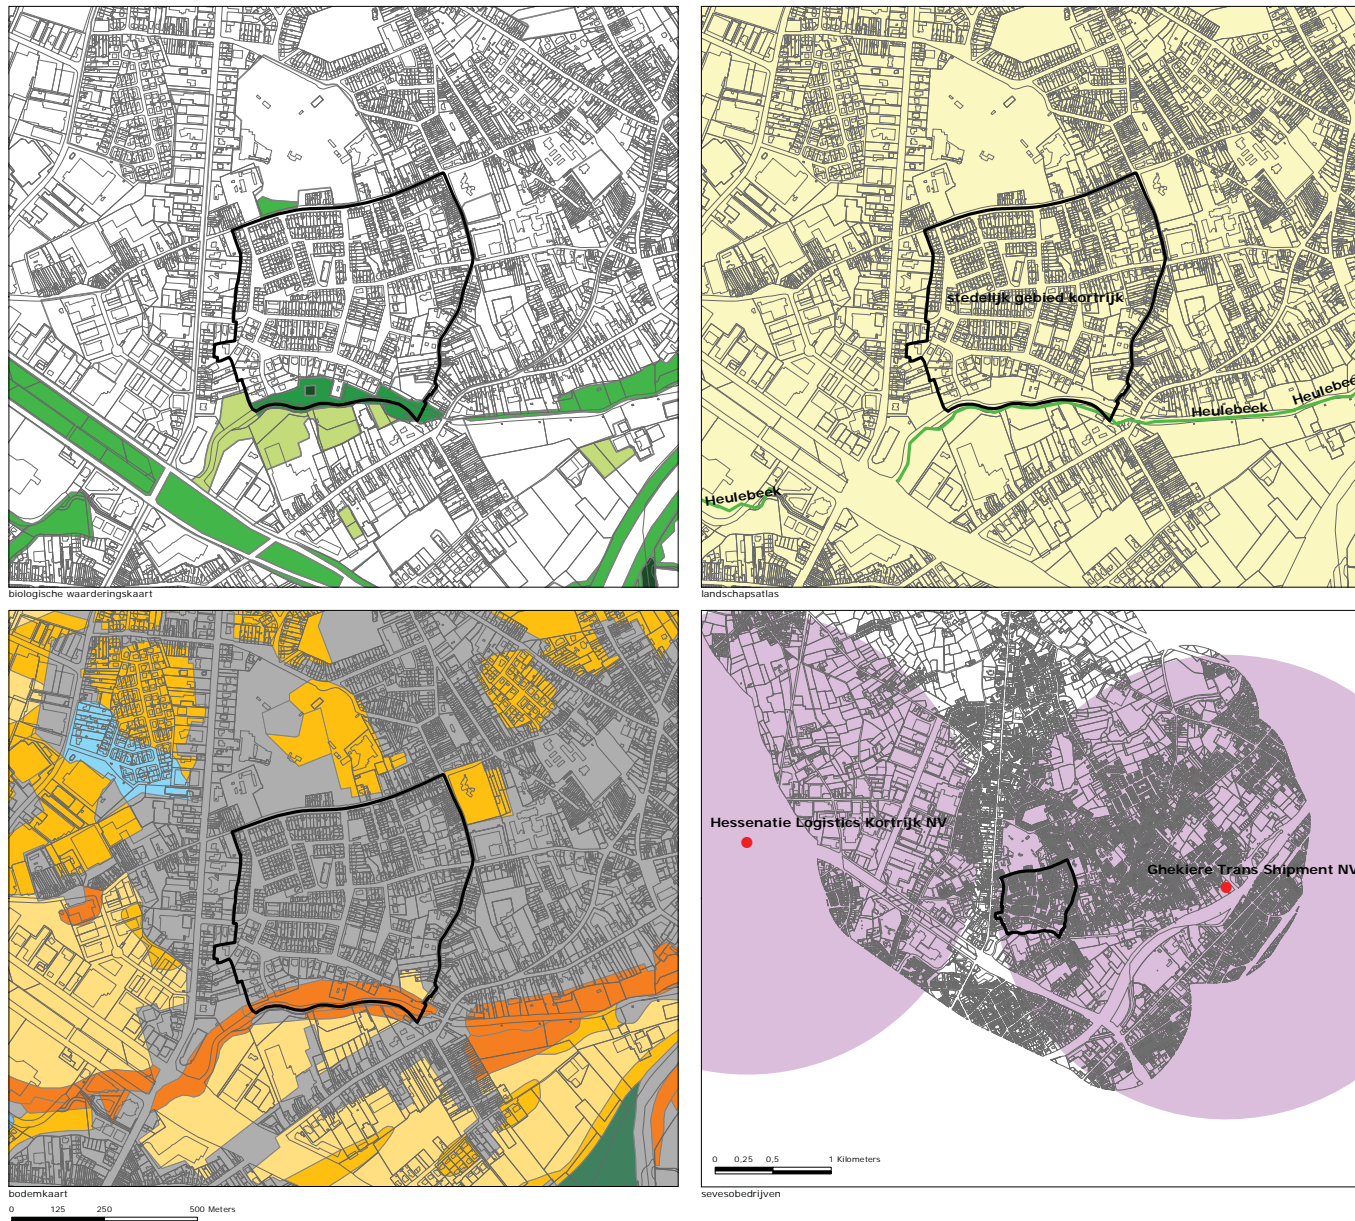 biologische waarderingskaart
stedelijk gebied kortrijk
Heulebeek
Heulebeek
Heulebeek
landschapsatlas
bodemkaart
0 125 250 500 Meters
Hessenatie Logistics Kortrijk NV
Ghekiere Trans Shipment NV
0 0,25 0,5 1 Kilometers
sevesobedrijven